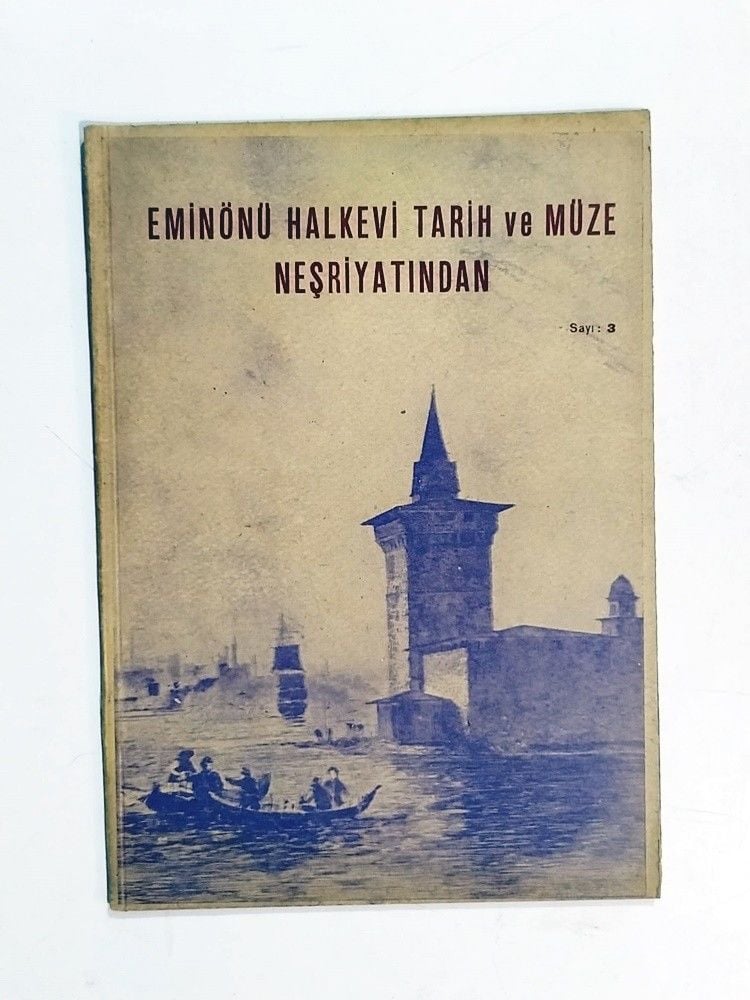 EMİNÖNÜ HALKEVİ TARİH ve MÜZE
NEŞRİYATINDAN
Sayı: 3